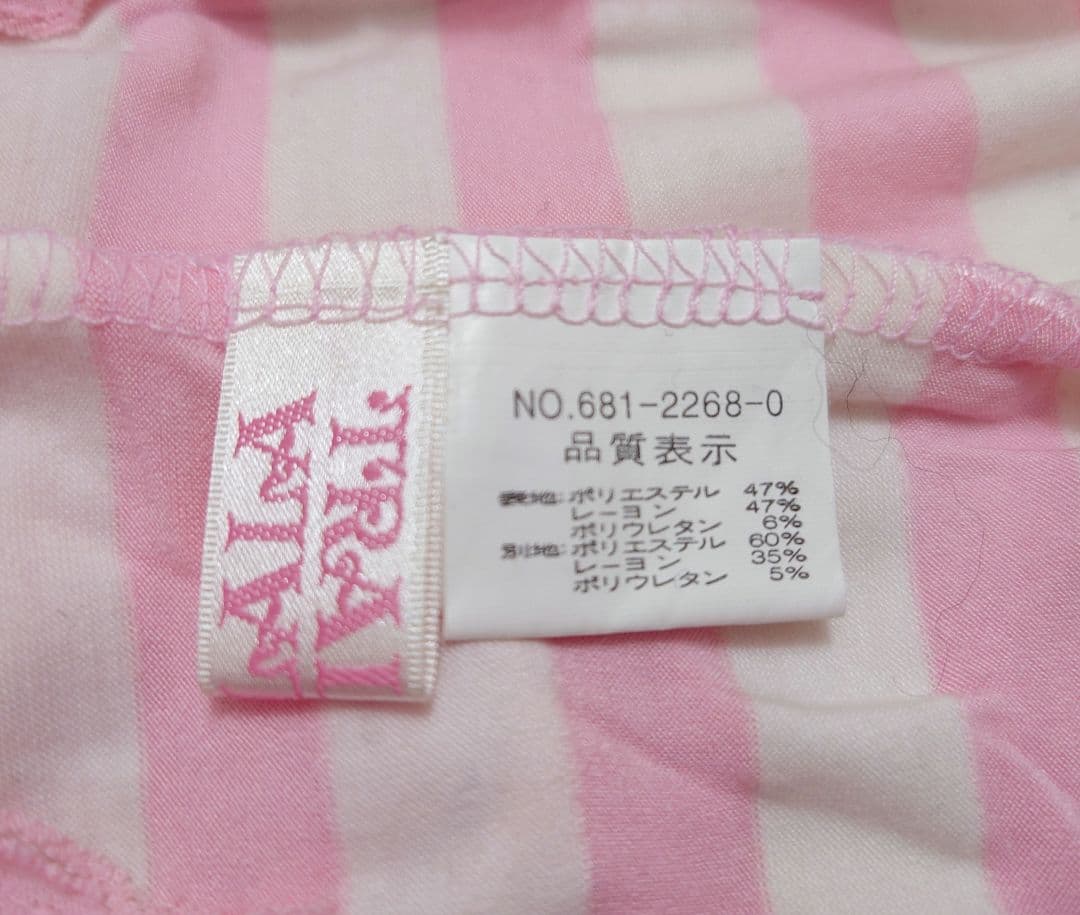 ALA
MARI.
NO.681-2268-0
品質表示
表地:ポリエステル 47%
レーヨン 47%
ポリウレタン 6%
別地:ポリエステル 60%
レーヨン 35%
ポリウレタン 5%